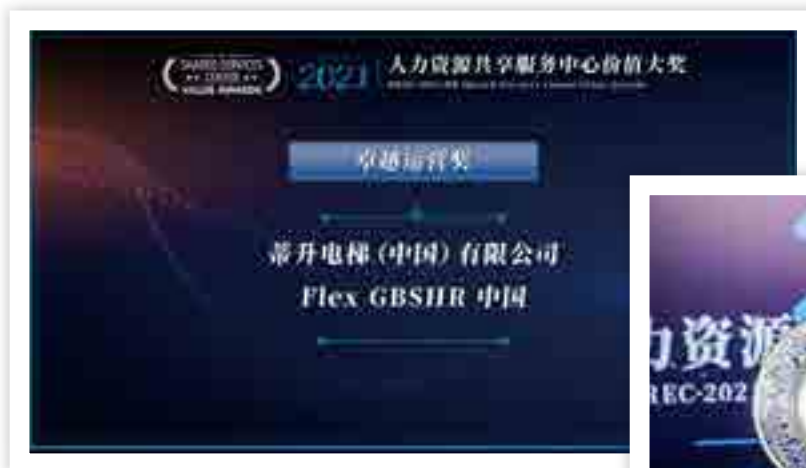 SHARED SERVICES
CENTER
VALUE AWARDS
2021
人力资源共享服务中心价值大奖
卓越运营奖
蒂升电梯（中国）有限公司
Flex GBSHR 中国
力资源
REC-202